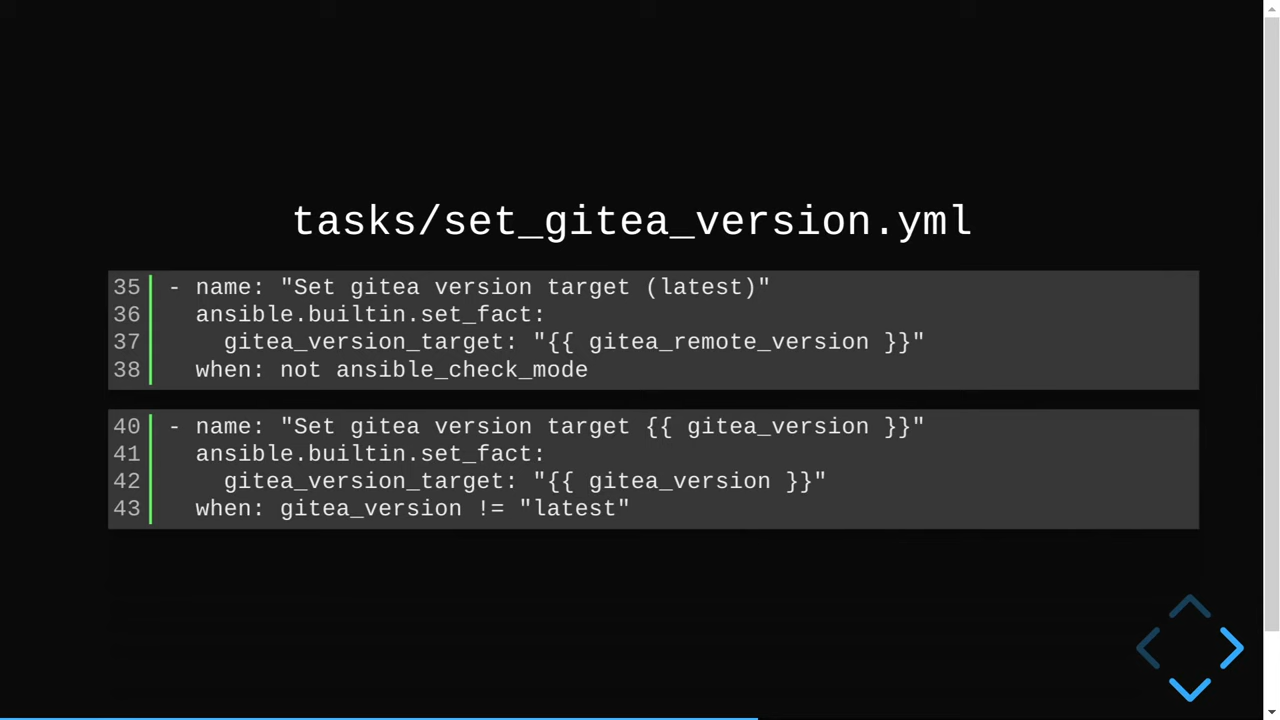 tasks/set_gitea_version.yml
35 - name: "Set gitea version target (latest)"
36   ansible.builtin.set_fact:
37     gitea_version_target: "{{ gitea_remote_version }}"
38   when: not ansible_check_mode
40 - name: "Set gitea version target {{ gitea_version }}"
41   ansible.builtin.set_fact:
42     gitea_version_target: "{{ gitea_version }}"
43   when: gitea_version != "latest"